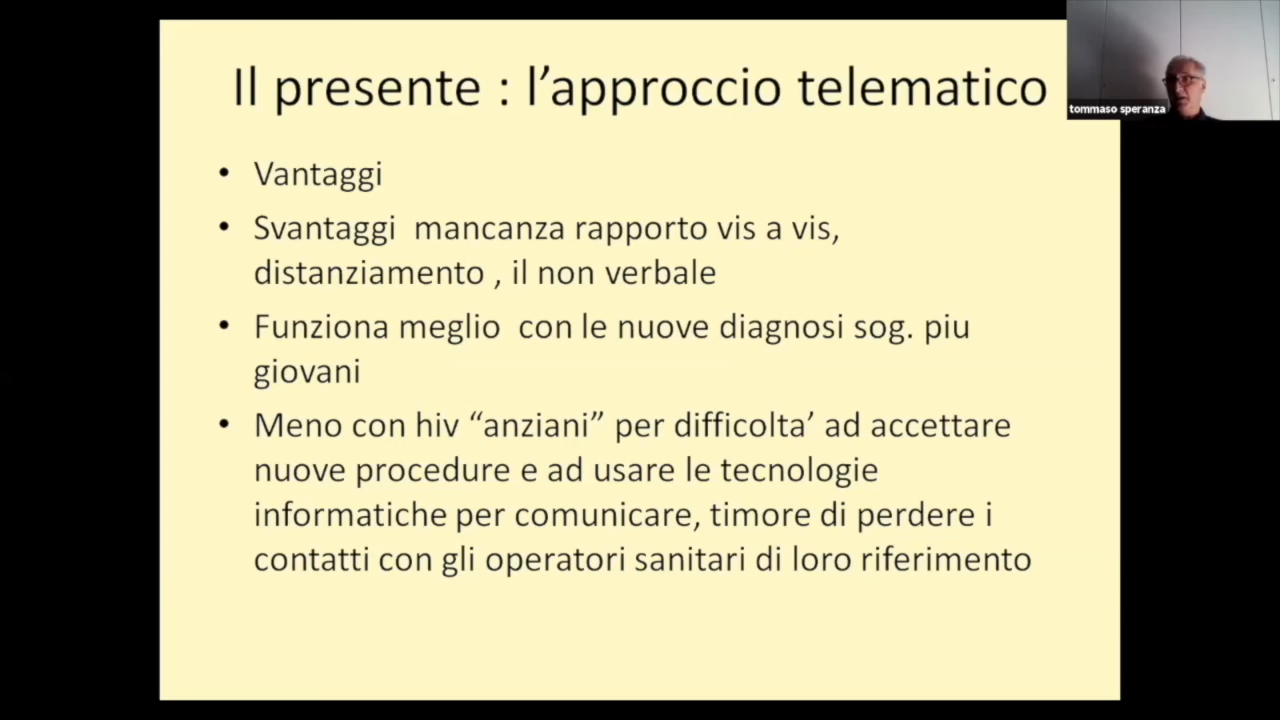 Il presente : l’approccio telematico
tommaso speranza
• Vantaggi
• Svantaggi  mancanza rapporto vis a vis,
distanziamento , il non verbale
• Funziona meglio  con le nuove diagnosi sog. piu
giovani
• Meno con hiv “anziani” per difficolta’ ad accettare
nuove procedure e ad usare le tecnologie
informatiche per comunicare, timore di perdere i
contatti con gli operatori sanitari di loro riferimento